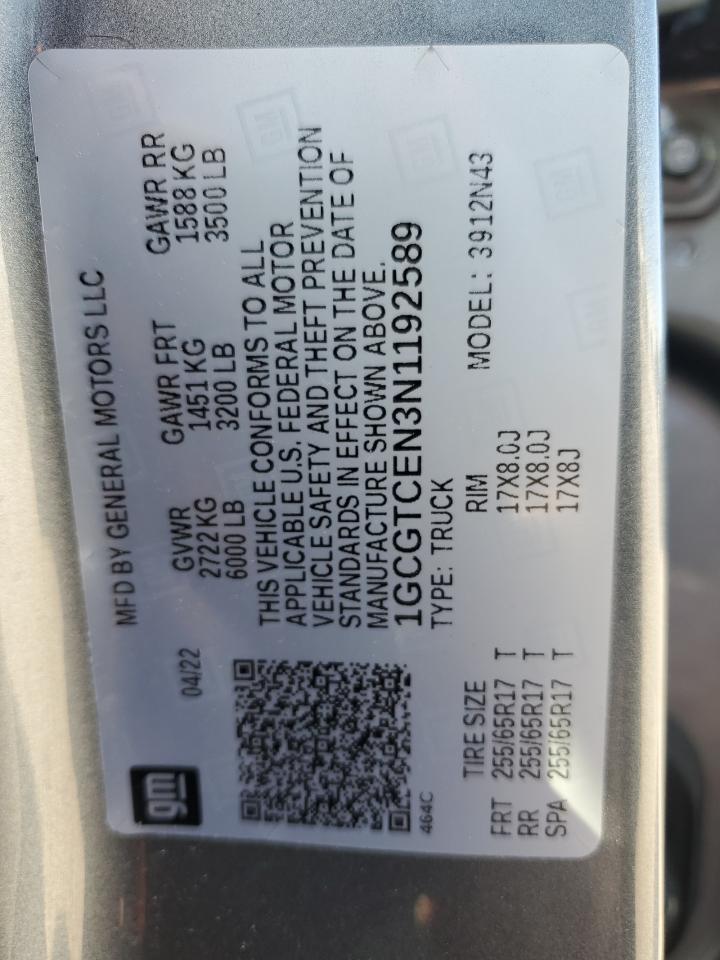 gm
MFD BY GENERAL MOTORS LLC
04/22
GVWR GAWR FRT GAWR RR
2722 KG 1451 KG 1588 KG
6000 LB 3200 LB 3500 LB
THIS VEHICLE CONFORMS TO ALL
APPLICABLE U.S. FEDERAL MOTOR
VEHICLE SAFETY AND THEFT PREVENTION
STANDARDS IN EFFECT ON THE DATE OF
MANUFACTURE SHOWN ABOVE.
1GCGTCEN3N1192589
464C
TYPE: TRUCK
MODEL: 3912N43
TIRE SIZE RIM
FRT 255/65R17 T 17X8.0J
RR 255/65R17 T 17X8.0J
SPA 255/65R17 T 17X8J